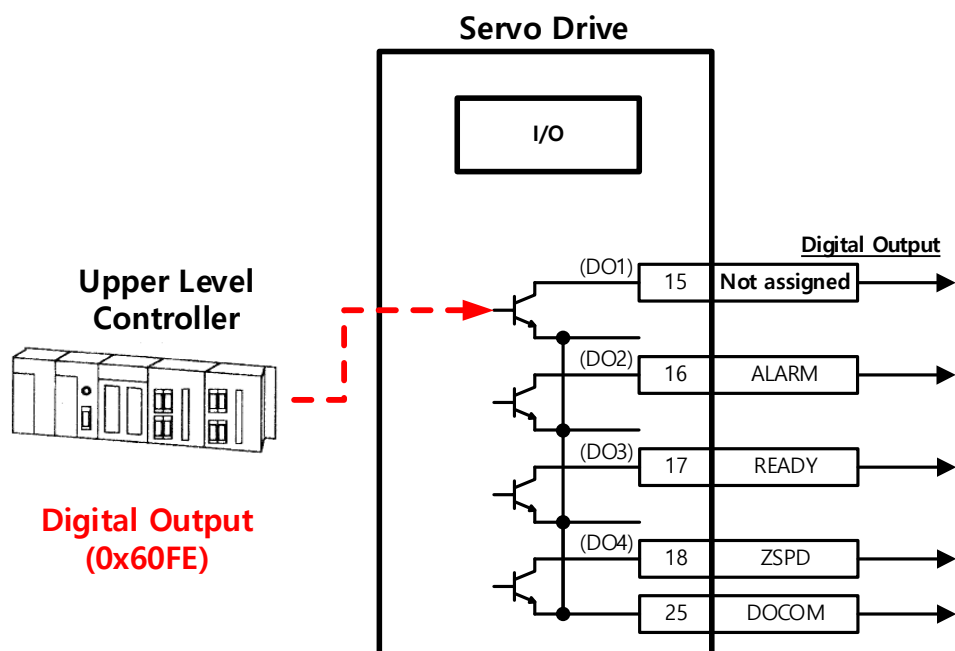 Servo Drive
I/O
Digital Output
Upper Level
Controller
(DO1) 15 Not assigned
(DO2) 16 ALARM
(DO3) 17 READY
(DO4) 18 ZSPD
25 DOCOM
Digital Output
(0x60FE)